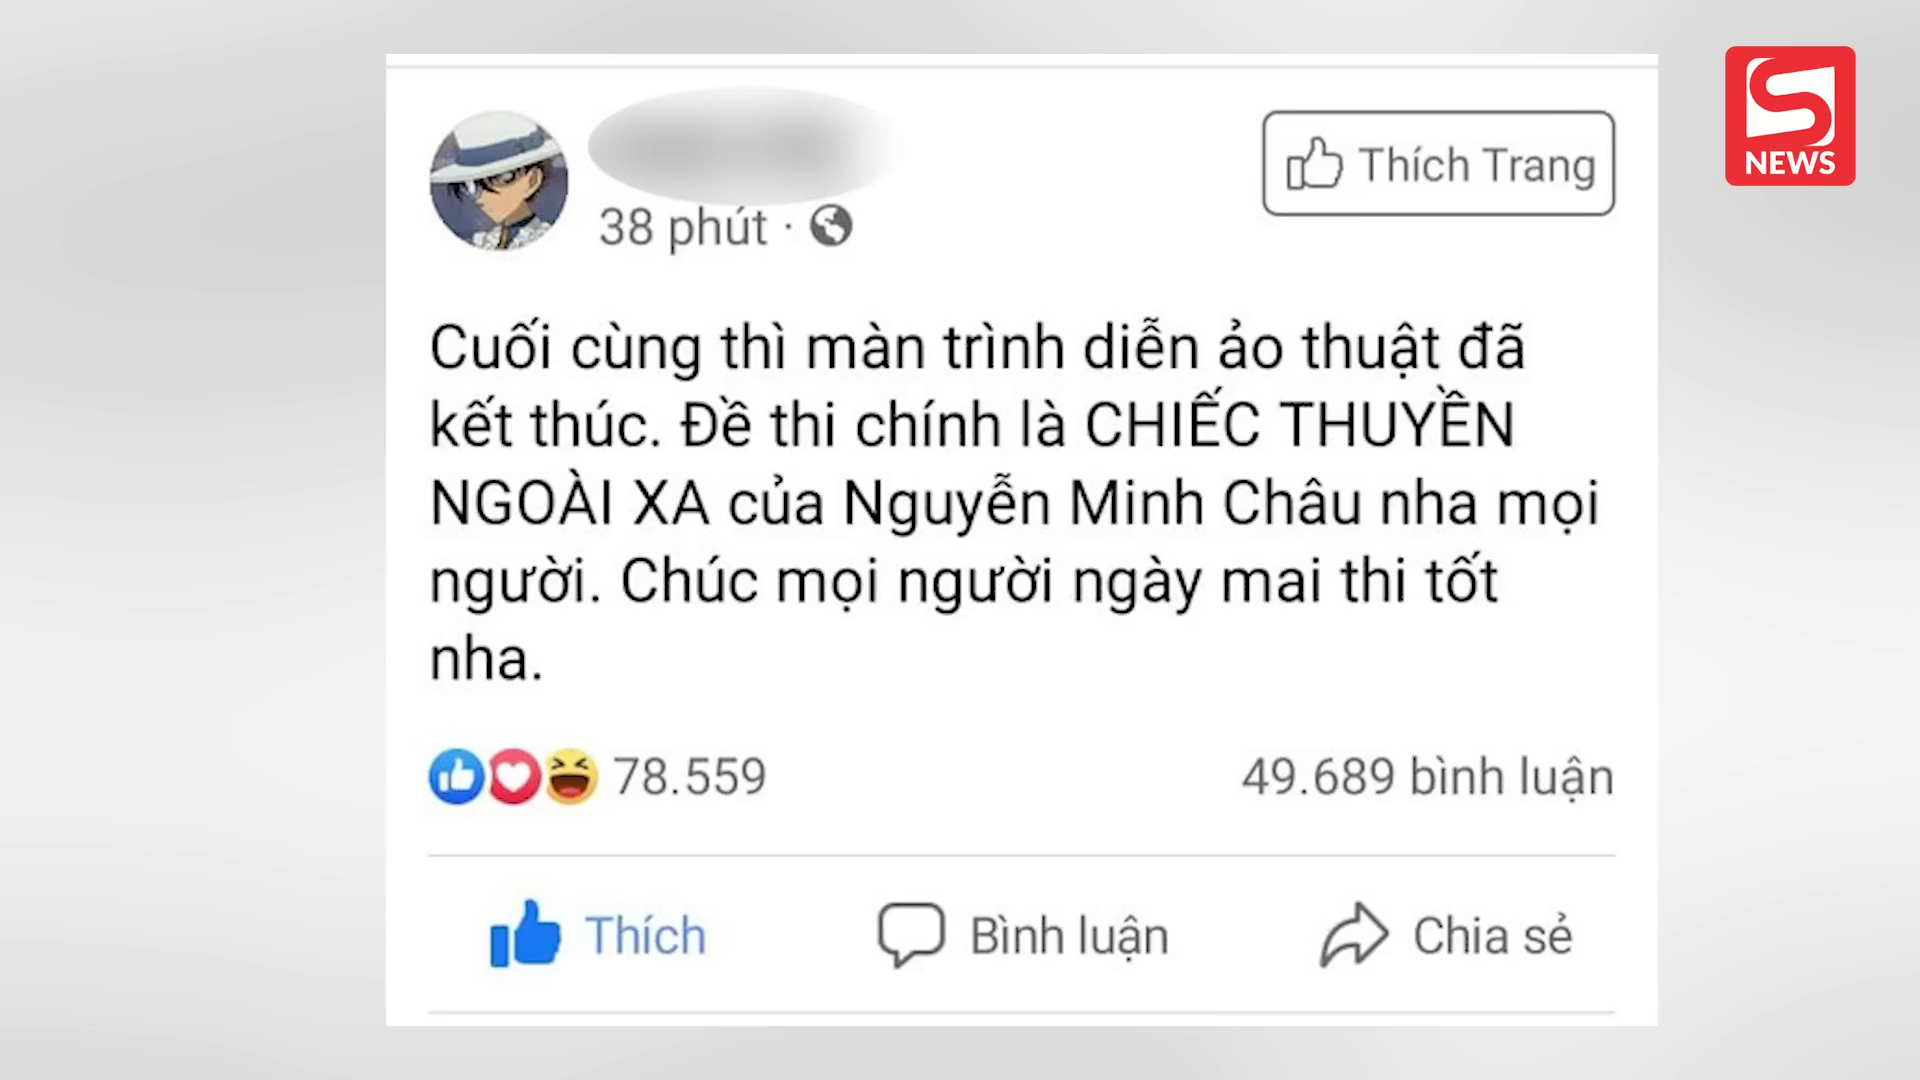 NEWS
Thích Trang
38 phút ·
Cuối cùng thì màn trình diễn ảo thuật đã
kết thúc. Đề thi chính là CHIẾC THUYỀN
NGOÀI XA của Nguyễn Minh Châu nha mọi
người. Chúc mọi người ngày mai thi tốt
nha.
78.559
49.689 bình luận
Thích
Bình luận
Chia sẻ